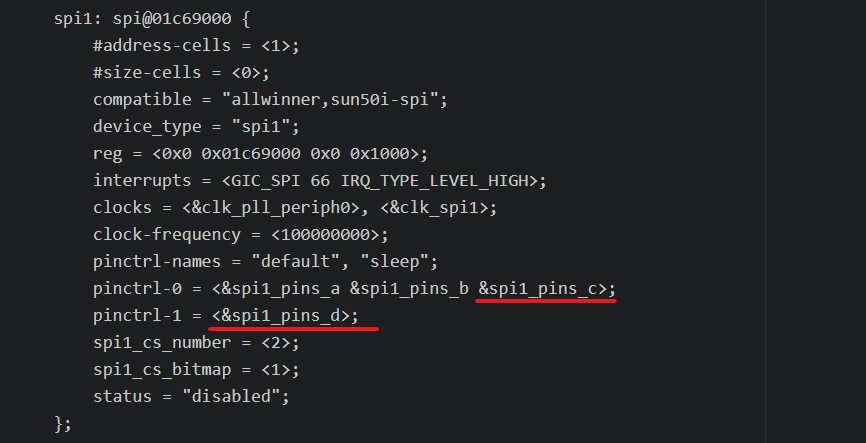 spi1: spi@01c69000 {
#address-cells = <1>;
#size-cells = <0>;
compatible = "allwinner,sun50i-spi";
device_type = "spi1";
reg = <0x0 0x01c69000 0x0 0x1000>;
interrupts = <GIC_SPI 66 IRQ_TYPE_LEVEL_HIGH>;
clocks = <&clk_pll_periph0>, <&clk_spi1>;
clock-frequency = <100000000>;
pinctrl-names = "default", "sleep";
pinctrl-0 = <&spi1_pins_a &spi1_pins_b &spi1_pins_c>;
pinctrl-1 = <&spi1_pins_d>;
spi1_cs_number = <2>;
spi1_cs_bitmap = <1>;
status = "disabled";
};